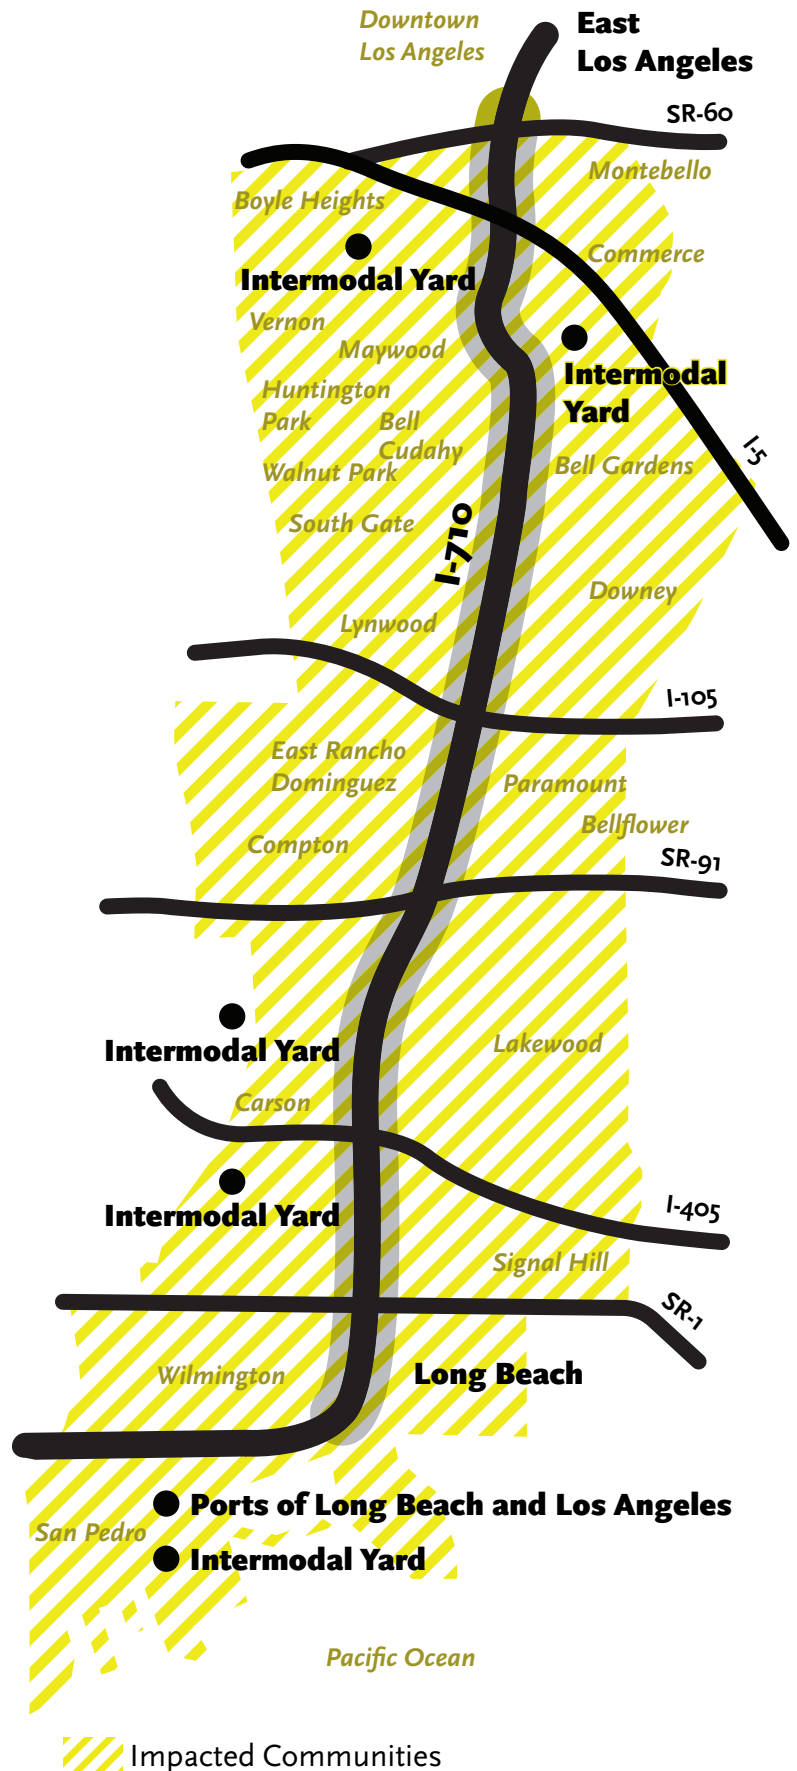 Downtown
Los Angeles
East
Los Angeles
SR-60
Montebello
Boyle Heights
Commerce
Intermodal Yard
Vernon
Maywood
Intermodal
Yard
Huntington
Park
Bell
Cudahy
Walnut Park
I-5
Bell Gardens
South Gate
I-710
Downey
Lynwood
I-105
East Rancho
Dominguez
Paramount
Bellflower
Compton
SR-91
Intermodal Yard
Lakewood
Carson
Intermodal Yard
I-405
Signal Hill
SR-1
Wilmington
Long Beach
Ports of Long Beach and Los Angeles
San Pedro
Intermodal Yard
Pacific Ocean
Impacted Communities